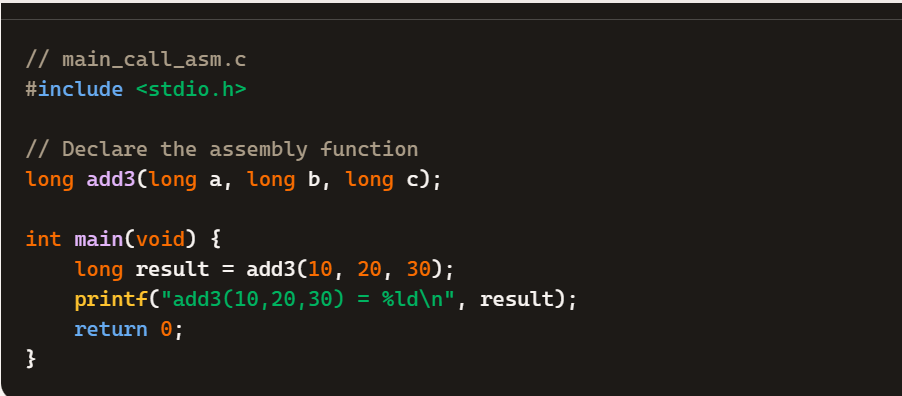 // main_call_asm.c
#include <stdio.h>
// Declare the assembly function
long add3(long a, long b, long c);
int main(void) {
    long result = add3(10, 20, 30);
    printf("add3(10,20,30) = %ld\n", result);
    return 0;
}